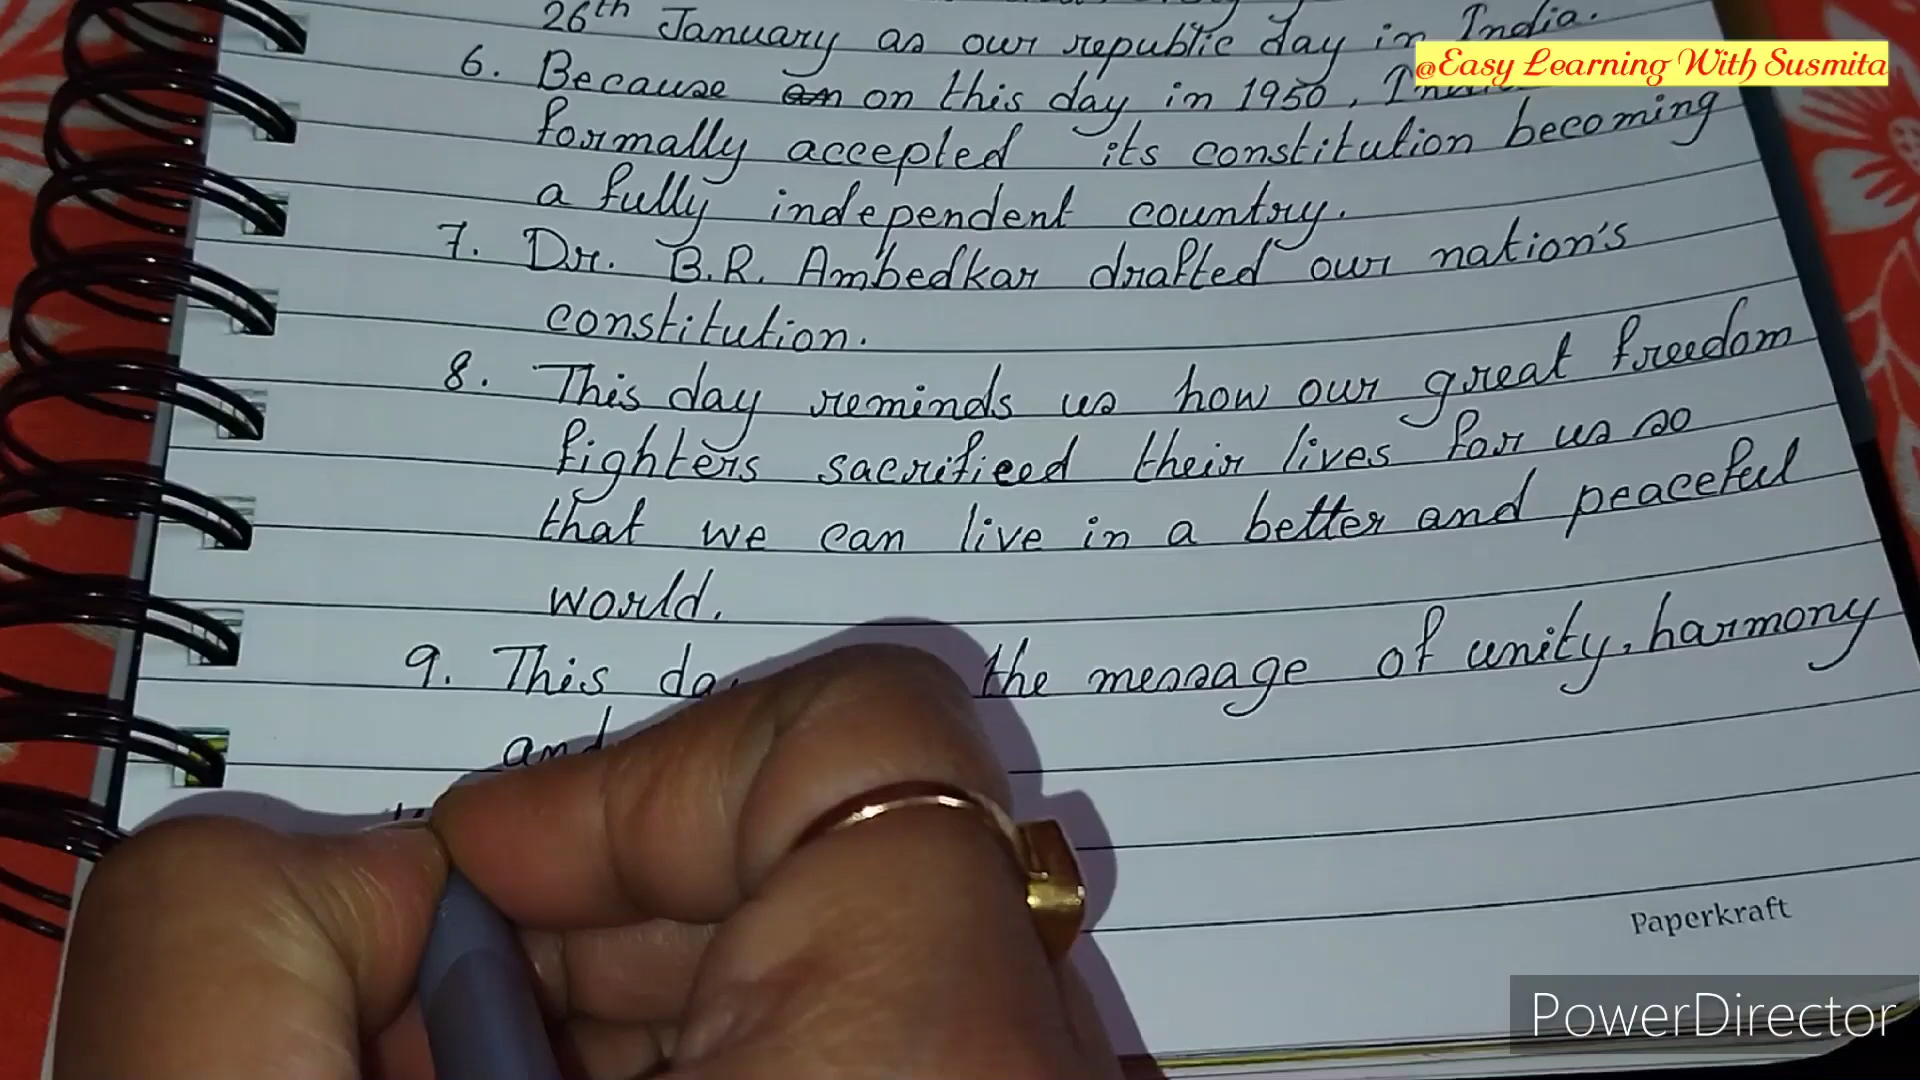 26th January as our republic day in India.
@Easy Learning With Susmita
6. Because on on this day in 1950,
formally accepted its constitution becoming
a fully independent country.
7. Dr. B.R. Ambedkar drafted our nation's
constitution.
8. This day reminds us how our great freedom
fighters sacrificed their lives for us so
that we can live in a better and peaceful
world.
9. This the message of unity, harmony
and
Paperkraft
PowerDirector